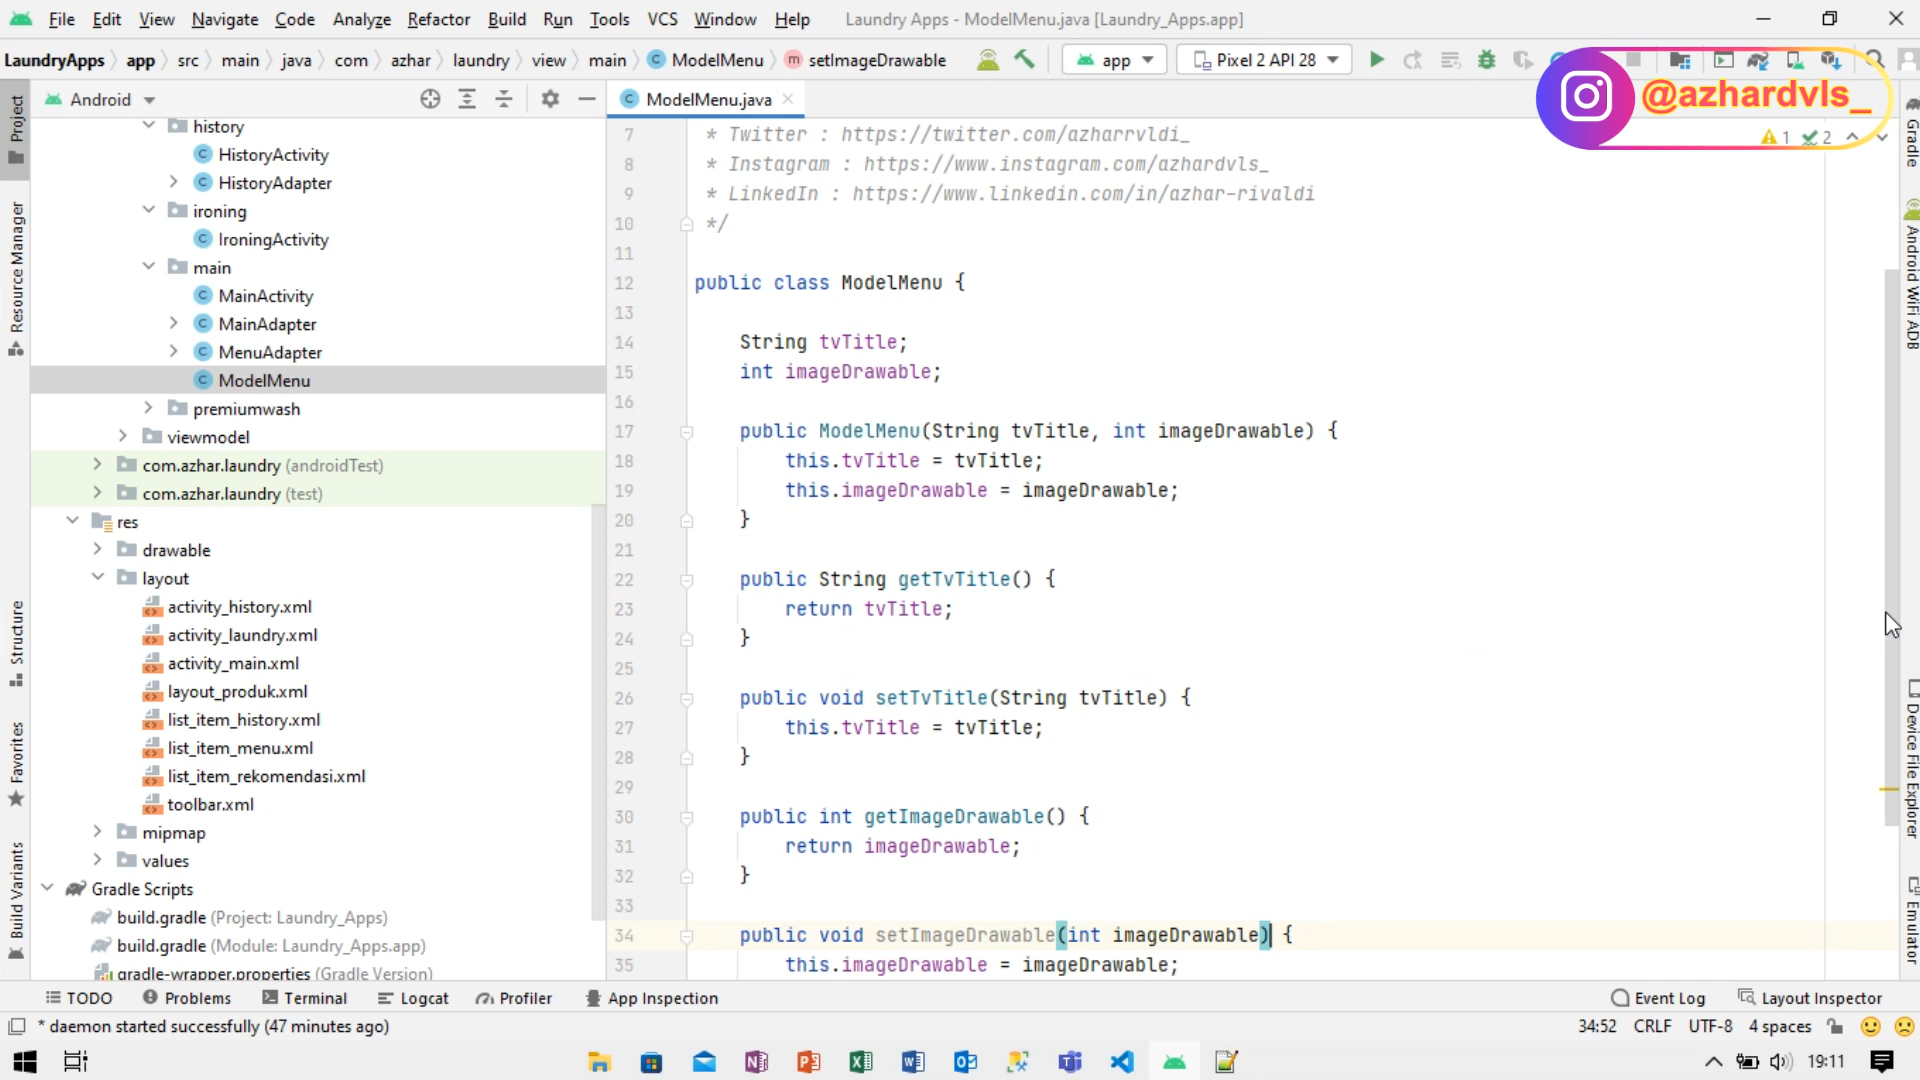 File Edit View Navigate Code Analyze Refactor Build Run Tools VCS Window Help Laundry Apps - ModelMenu.java [Laundry_Apps.app]
LaundryApps app src main java com azhar laundry view main ModelMenu setImageDrawable app Pixel 2 API 28
@azhardvls_
Android
ModelMenu.java
1 2
history
HistoryActivity
HistoryAdapter
ironing
IroningActivity
main
MainActivity
MainAdapter
MenuAdapter
ModelMenu
premiumwash
viewmodel
com.azhar.laundry (androidTest)
com.azhar.laundry (test)
res
drawable
layout
activity_history.xml
activity_laundry.xml
activity_main.xml
layout_produk.xml
list_item_history.xml
list_item_menu.xml
list_item_rekomendasi.xml
toolbar.xml
mipmap
values
Gradle Scripts
build.gradle (Project: Laundry_Apps)
build.gradle (Module: Laundry_Apps.app)
gradle-wrapper.properties (Gradle Version)
7 * Twitter : https://twitter.com/azharrvldi_
8 * Instagram : https://www.instagram.com/azhardvls_
9 * LinkedIn : https://www.linkedin.com/in/azhar-rivaldi
10 */
11
12 public class ModelMenu {
13
14 String tvTitle;
15 int imageDrawable;
16
17 public ModelMenu(String tvTitle, int imageDrawable) {
18 this.tvTitle = tvTitle;
19 this.imageDrawable = imageDrawable;
20 }
21
22 public String getTvTitle() {
23 return tvTitle;
24 }
25
26 public void setTvTitle(String tvTitle) {
27 this.tvTitle = tvTitle;
28 }
29
30 public int getImageDrawable() {
31 return imageDrawable;
32 }
33
34 public void setImageDrawable(int imageDrawable) {
35 this.imageDrawable = imageDrawable;
Project
Resource Manager
Structure
Favorites
Build Variants
Gradle
Android WiFi ADB
Device File Explorer
Emulator
TODO Problems Terminal Logcat Profiler App Inspection Event Log Layout Inspector
* daemon started successfully (47 minutes ago) 34:52 CRLF UTF-8 4 spaces
19:11